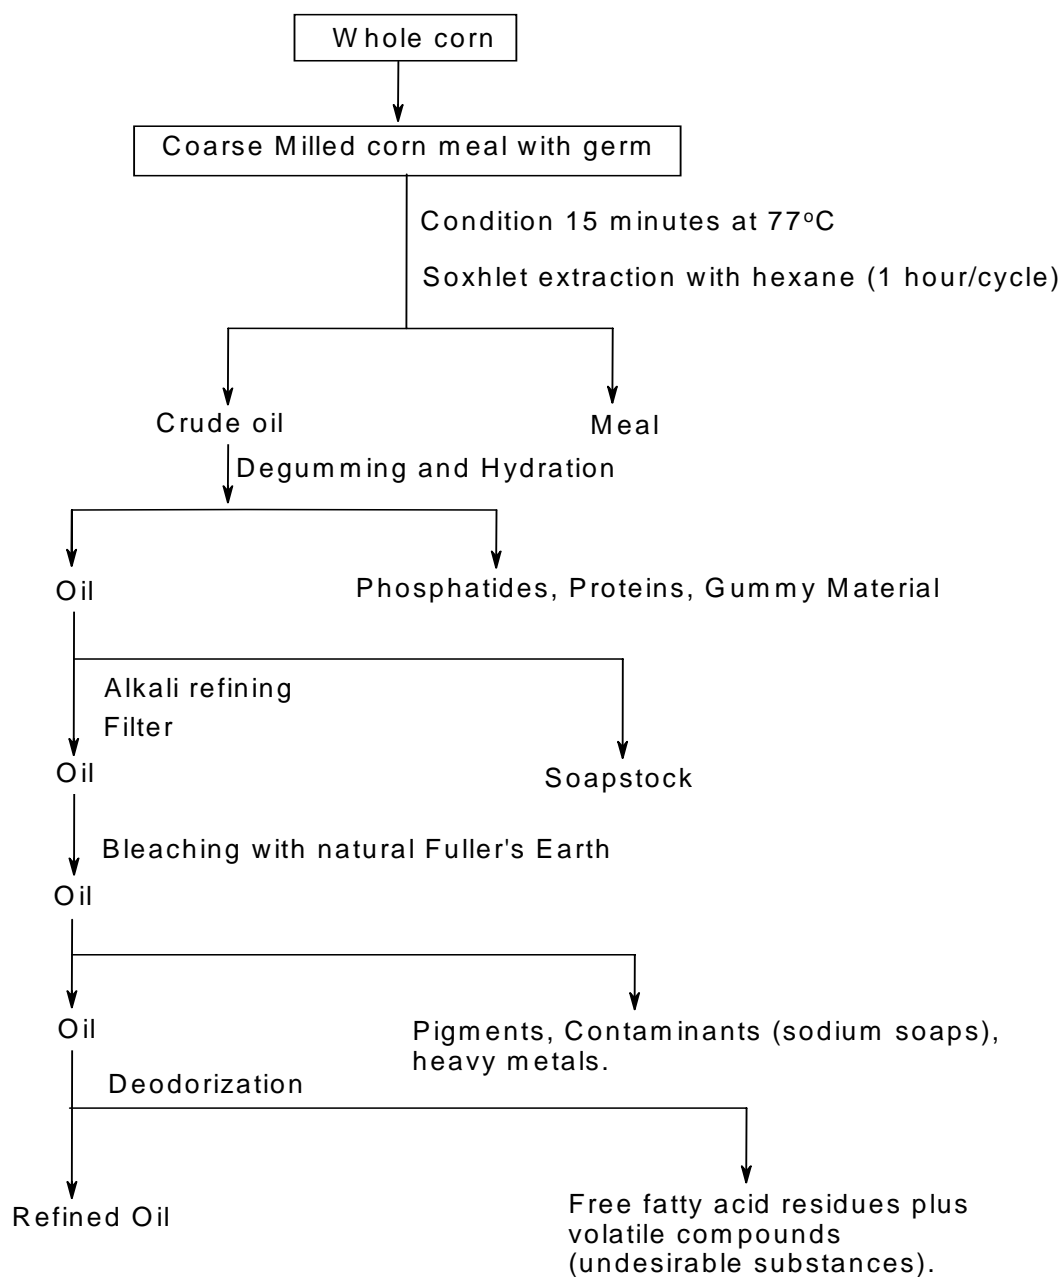 Whole corn
Coarse Milled corn meal with germ
Condition 15 minutes at 77°C
Soxhlet extraction with hexane (1 hour/cycle)
Crude oil
Meal
Degumming and Hydration
Oil
Phosphatides, Proteins, Gummy Material
Alkali refining
Filter
Oil
Soapstock
Bleaching with natural Fuller's Earth
Oil
Oil
Pigments, Contaminants (sodium soaps),
heavy metals.
Deodorization
Refined Oil
Free fatty acid residues plus
volatile compounds
(undesirable substances).